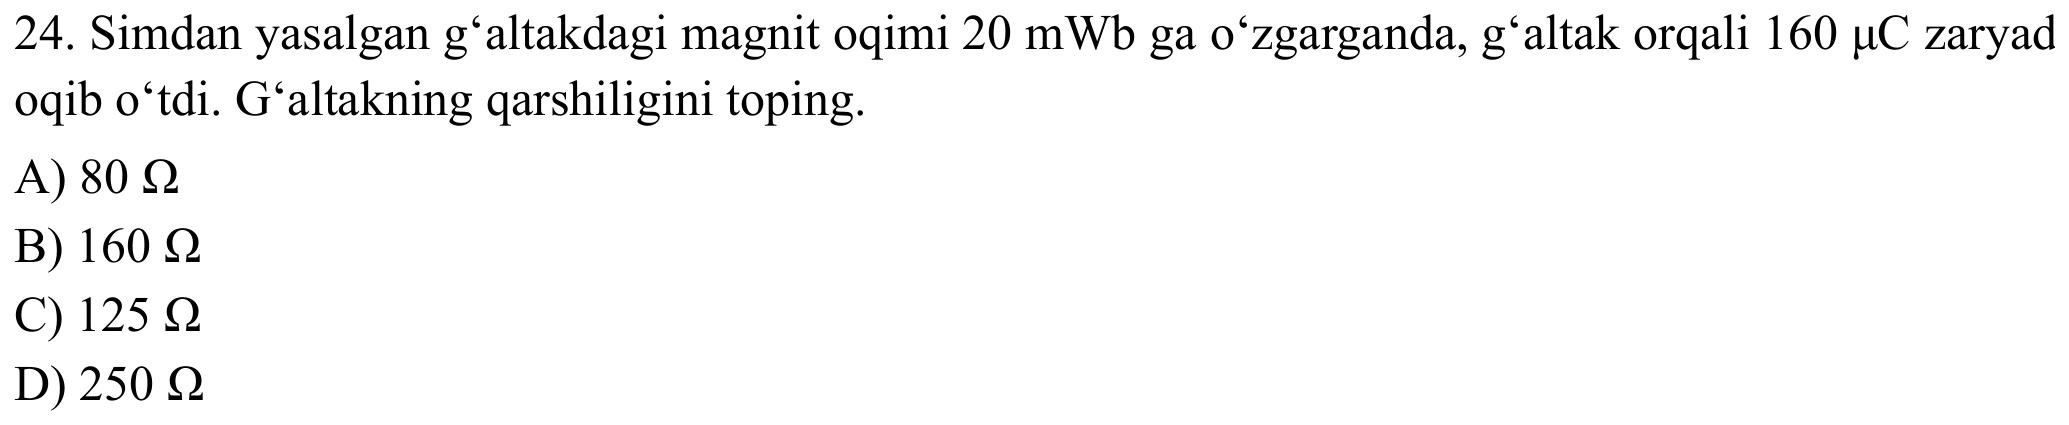 24. Simdan yasalgan g‘altakdagi magnit oqimi 20 mWb ga o‘zgarganda, g‘altak orqali 160 μC zaryad
oqib o‘tdi. G‘altakning qarshiligini toping.
A) 80 Ω
B) 160 Ω
C) 125 Ω
D) 250 Ω